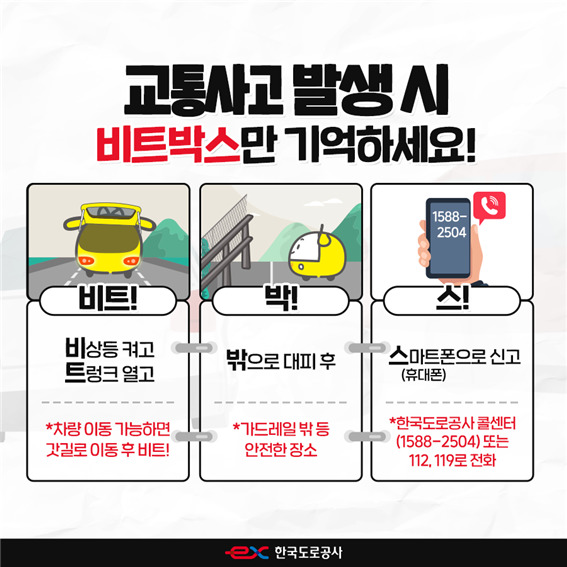 교통사고 발생 시
비트박스만 기억하세요!
1588-
2504
비트!
박!
스!
비상등 켜고
트렁크 열고
밖으로 대피 후
스마트폰으로 신고
(휴대폰)
*차량 이동 가능하면
갓길로 이동 후 비트!
*가드레일 밖 등
안전한 장소
*한국도로공사 콜센터
(1588-2504) 또는
112, 119로 전화
ex 한국도로공사